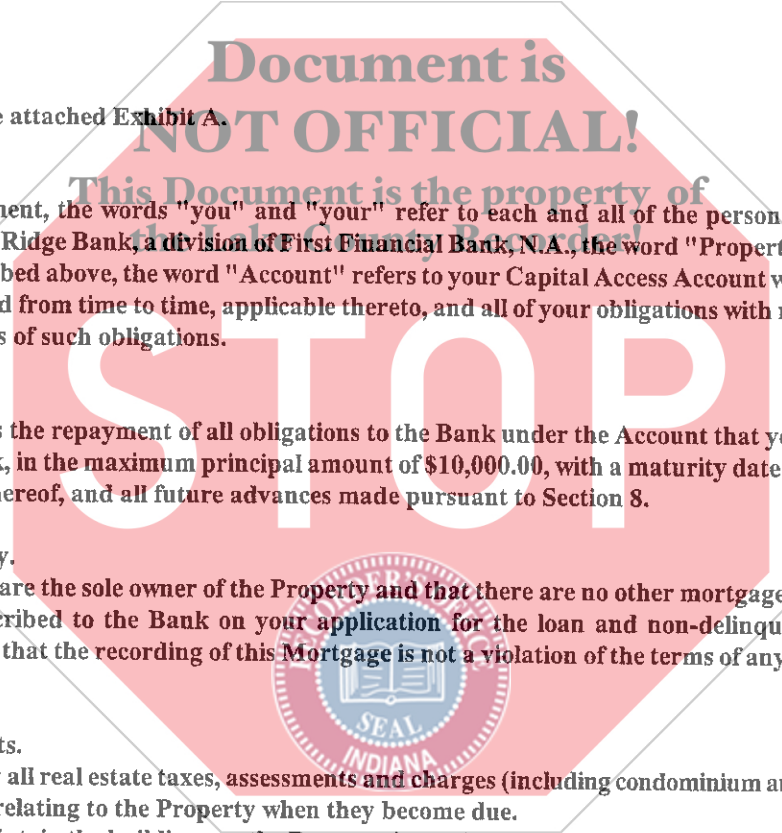 Document is
NOT OFFICIAL!
e attached Exhibit A.
This Document is the property of
the Lake County Recorder!
nent, the words "you" and "your" refer to each and all of the person
Ridge Bank, a division of First Financial Bank, N.A., the word "Propert
bed above, the word "Account" refers to your Capital Access Account w
d from time to time, applicable thereto, and all of your obligations with
s of such obligations.
STOP
s the repayment of all obligations to the Bank under the Account that y
k, in the maximum principal amount of $10,000.00, with a maturity date
hereof, and all future advances made pursuant to Section 8.
y.
are the sole owner of the Property and that there are no other mortgage
cribed to the Bank on your application for the loan and non-delinqu
that the recording of this Mortgage is not a violation of the terms of any
RECORDER'S OFFICE
SEAL
INDIANA
ts.
all real estate taxes, assessments and charges (including condominium a
relating to the Property when they become due.